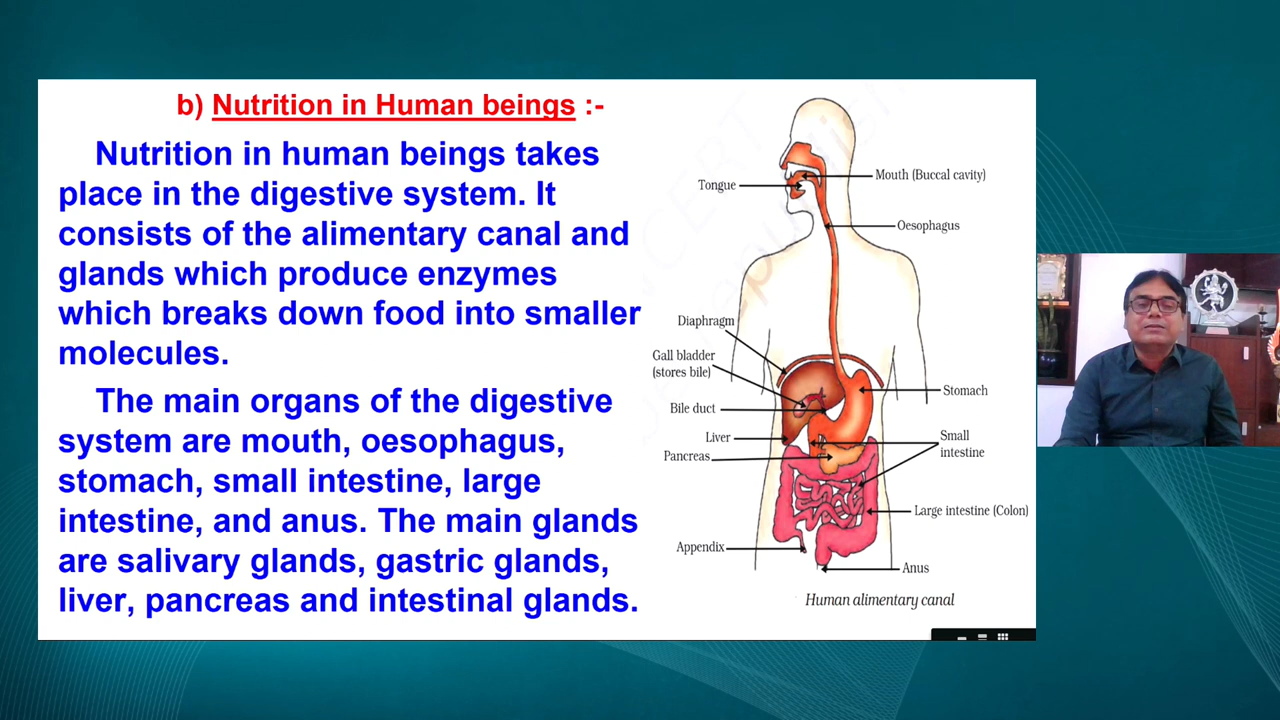 b) Nutrition in Human beings :-
Nutrition in human beings takes
place in the digestive system. It
consists of the alimentary canal and
glands which produce enzymes
which breaks down food into smaller
molecules.
The main organs of the digestive
system are mouth, oesophagus,
stomach, small intestine, large
intestine, and anus. The main glands
are salivary glands, gastric glands,
liver, pancreas and intestinal glands.
Mouth (Buccal cavity)
Tongue
Oesophagus
Diaphragm
Gall bladder
(stores bile)
Stomach
Bile duct
Liver
Small
intestine
Pancreas
Large intestine (Colon)
Appendix
Anus
Human alimentary canal